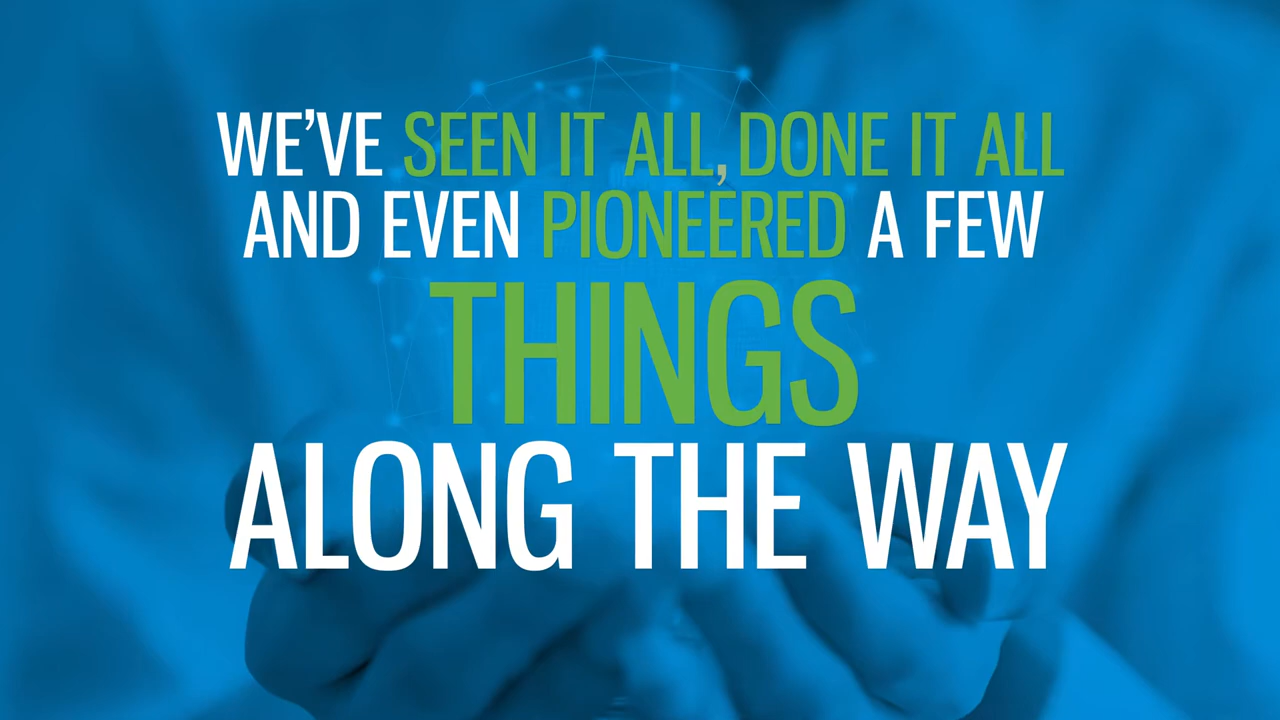 WE'VE SEEN IT ALL, DONE IT ALL
AND EVEN PIONEERED A FEW
THINGS
ALONG THE WAY